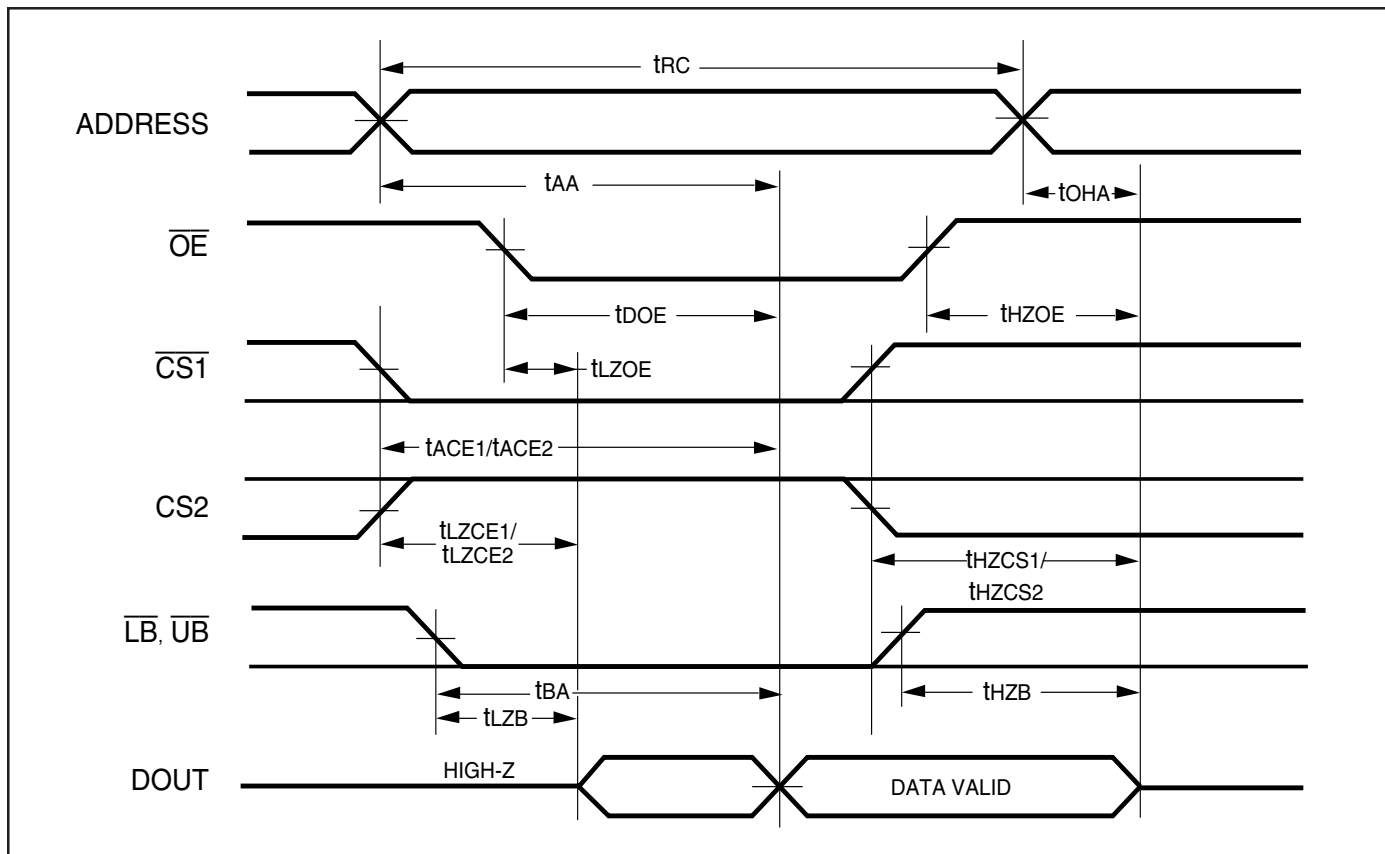 tRC
ADDRESS
tAA
tOHA
OE
tDOE
tHZOE
CS1
tLZOE
tACE1/tACE2
CS2
tLZCE1/
tLZCE2
tHZCS1/
tHZCS2
LB, UB
tBA
tHZB
tLZB
DOUT
HIGH-Z
DATA VALID